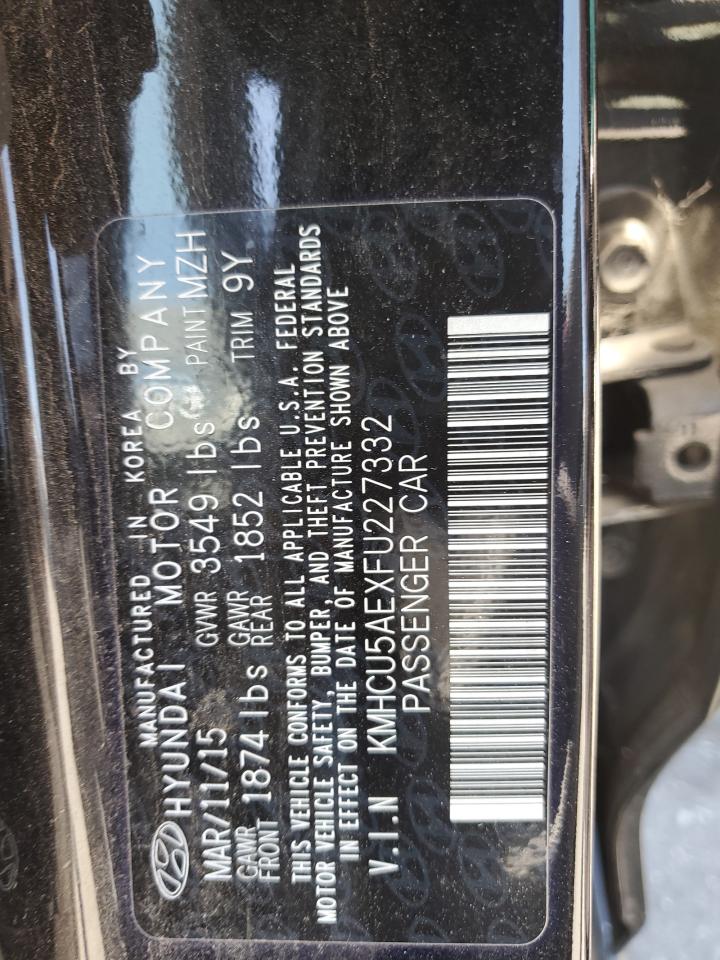 MANUFACTURED IN KOREA BY
HYUNDAI MOTOR COMPANY
MAR/11/15 GVWR 3549 lbs PAINT MZH
GAWR FRONT 1874 lbs GAWR REAR 1852 lbs TRIM 9Y
THIS VEHICLE CONFORMS TO ALL APPLICABLE U.S.A. FEDERAL
MOTOR VEHICLE SAFETY, BUMPER, AND THEFT PREVENTION STANDARDS
IN EFFECT ON THE DATE OF MANUFACTURE SHOWN ABOVE
V.I.N KMHCU5AEXFU227332
PASSENGER CAR